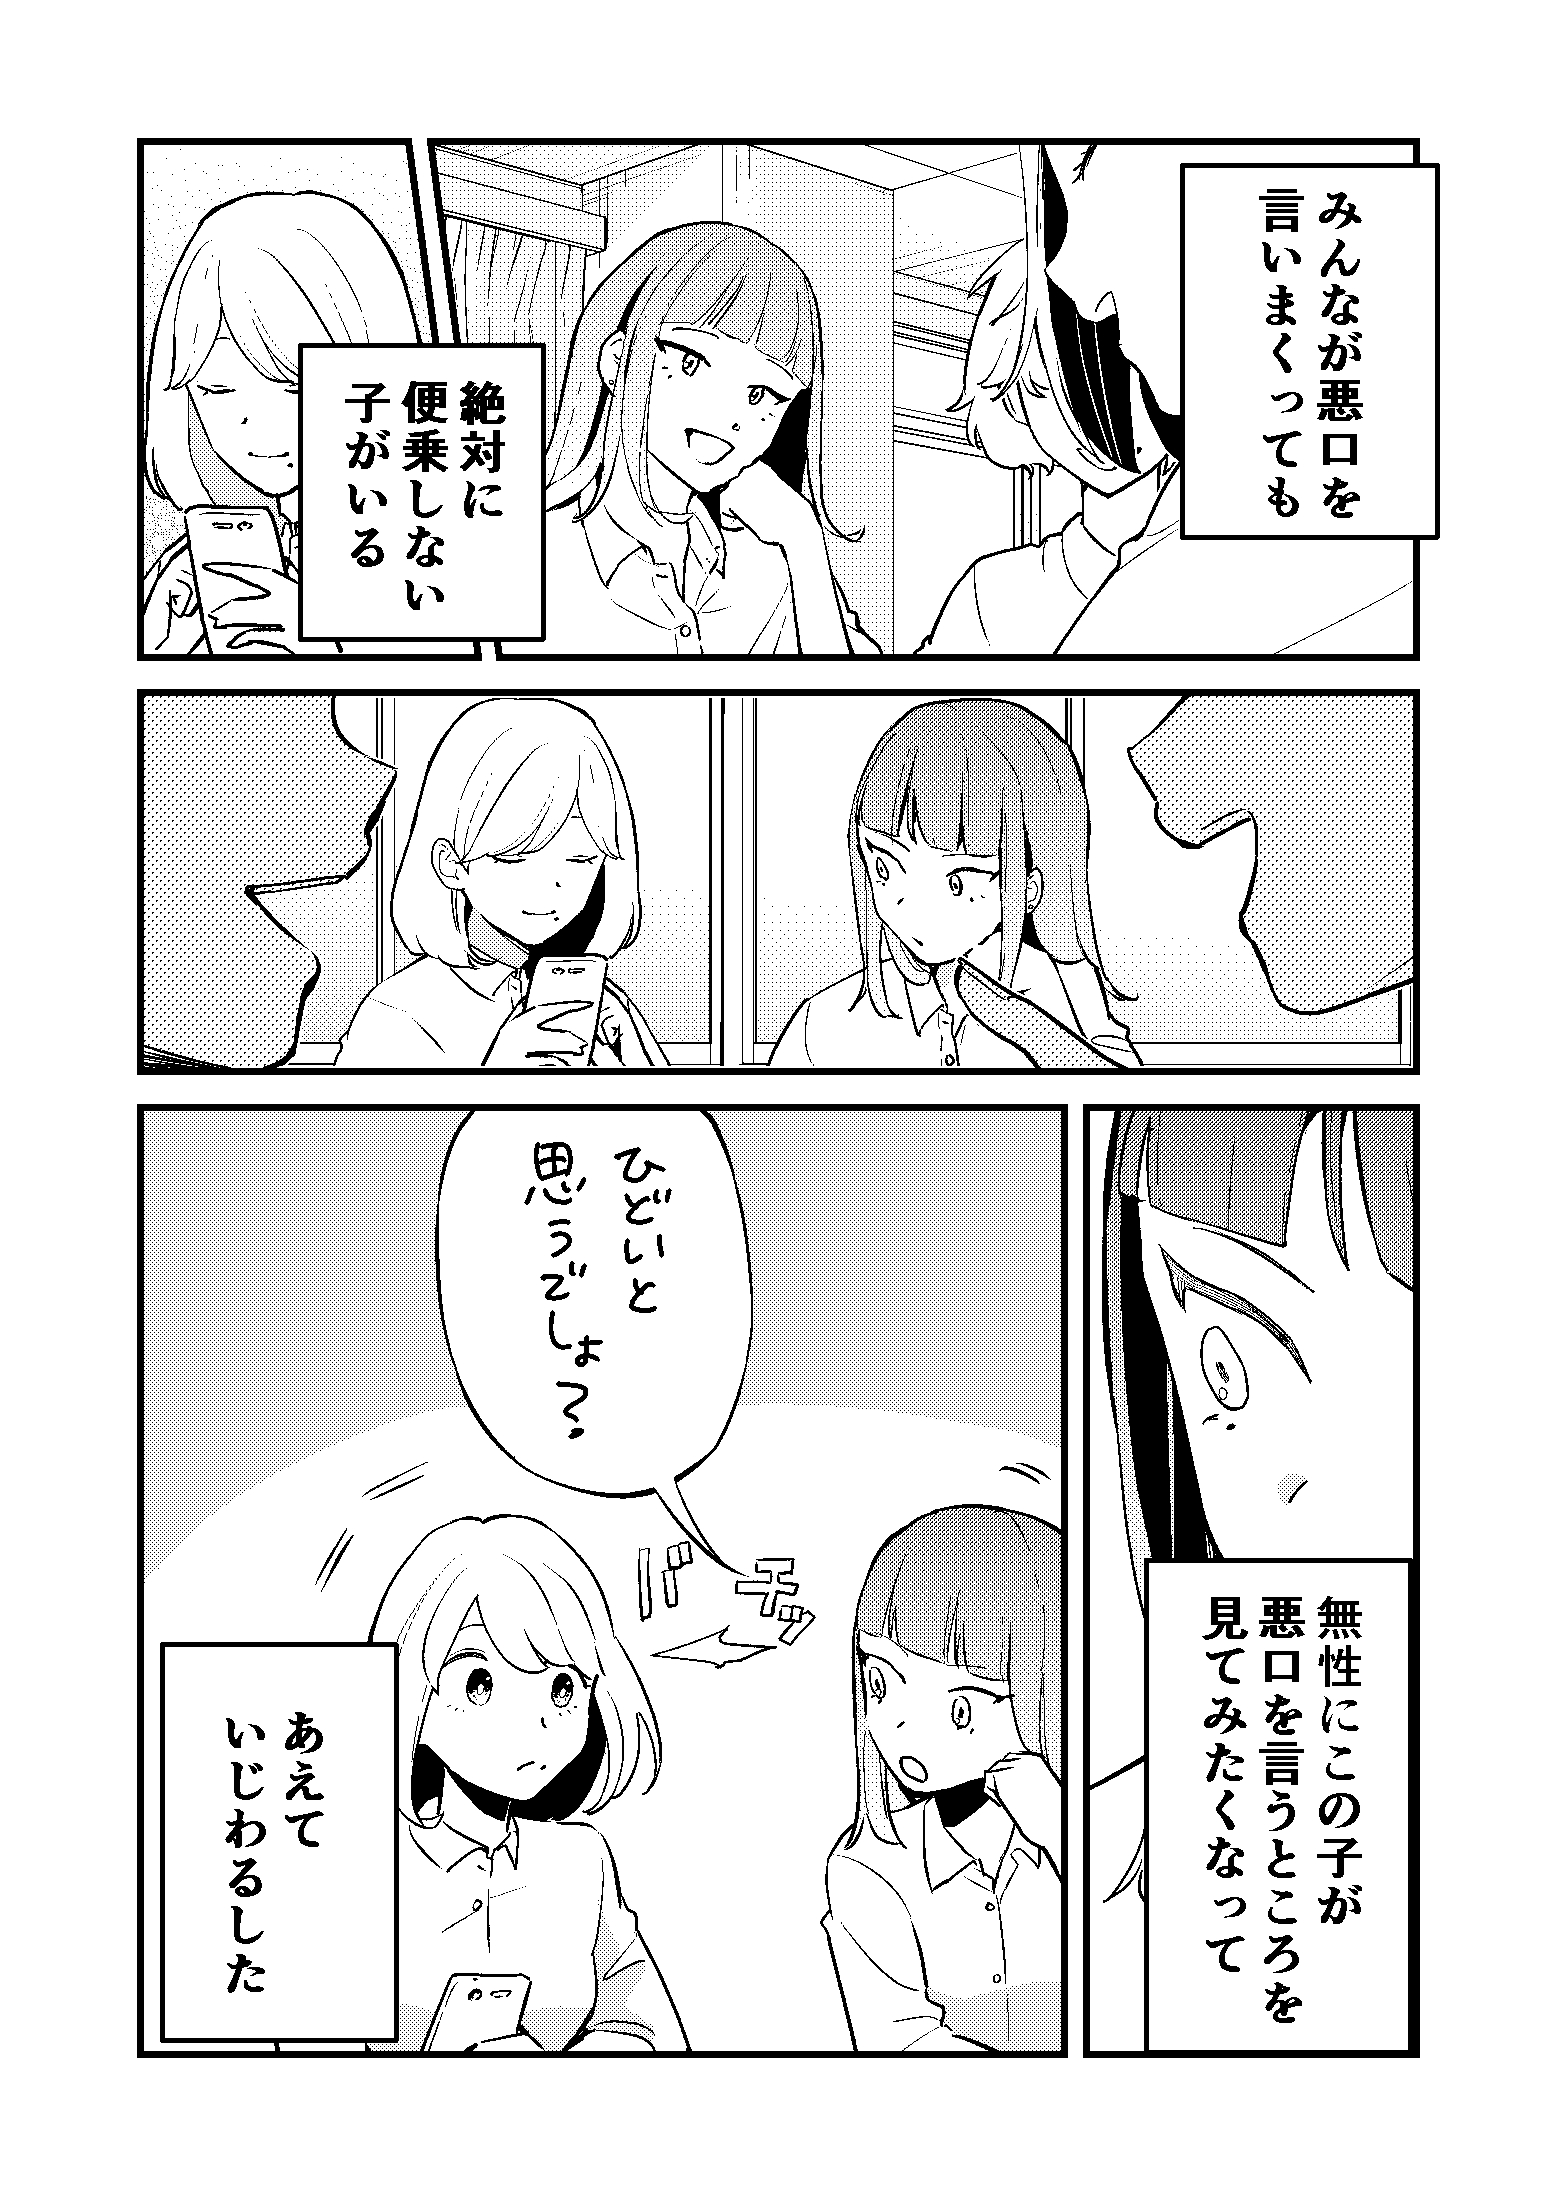 みんなが悪口を
言いまくっても
絶対に
便乗しない
子がいる
無性にこの子が
悪口を言うところを
見てみたくなって
ひどいと
思うでしょ?
バチッ
あえて
いじわるした